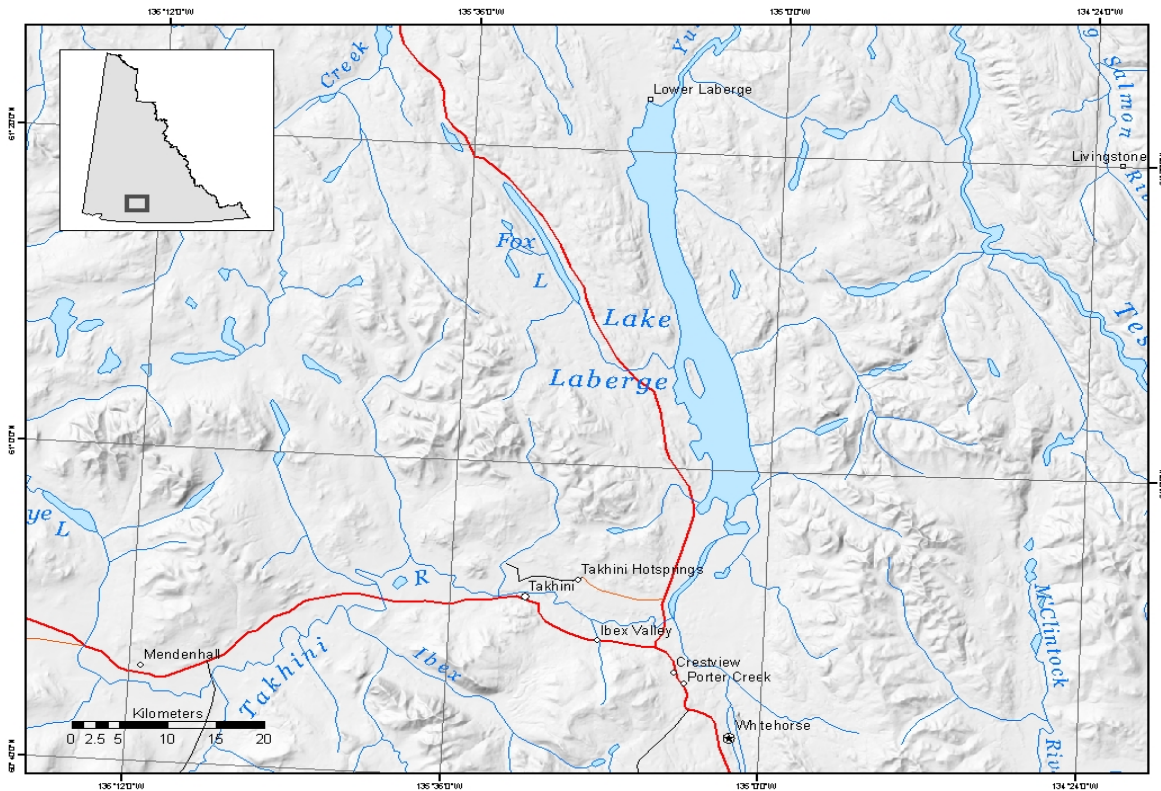 136°12'0"W 135°36'0"W 135°0'0"W 134°24'0"W
Creek
Yu
g
Salmon
Riv
Lower Laberge
Livingstone
Fox
L
Lake
Laberge
Tes
ye
L
R
Takhini Hotsprings
Takhini
Ibex Valley
Mendenhall
Takhini
Ibex
Crestview
Porter Creek
M'Clintock
Riv
Whitehorse
Kilometers
0 2.5 5 10 15 20
136°12'0"W 135°36'0"W 135°0'0"W 134°24'0"W